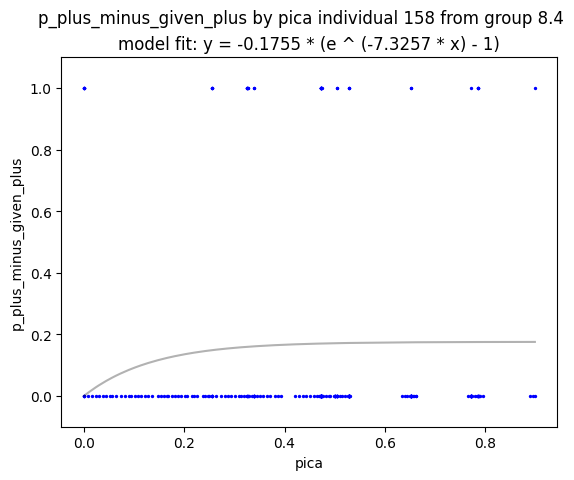 p_plus_minus_given_plus by pica individual 158 from group 8.4
model fit: y = -0.1755 * (e ^ (-7.3257 * x) - 1)
1.0
0.8
0.6
0.4
0.2
0.0
p_plus_minus_given_plus
0.0 0.2 0.4 0.6 0.8
pica